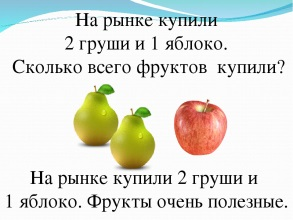 На рынке купили
2 груши и 1 яблоко.
Сколько всего фруктов купили?
На рынке купили 2 груши и
1 яблоко. Фрукты очень полезные.